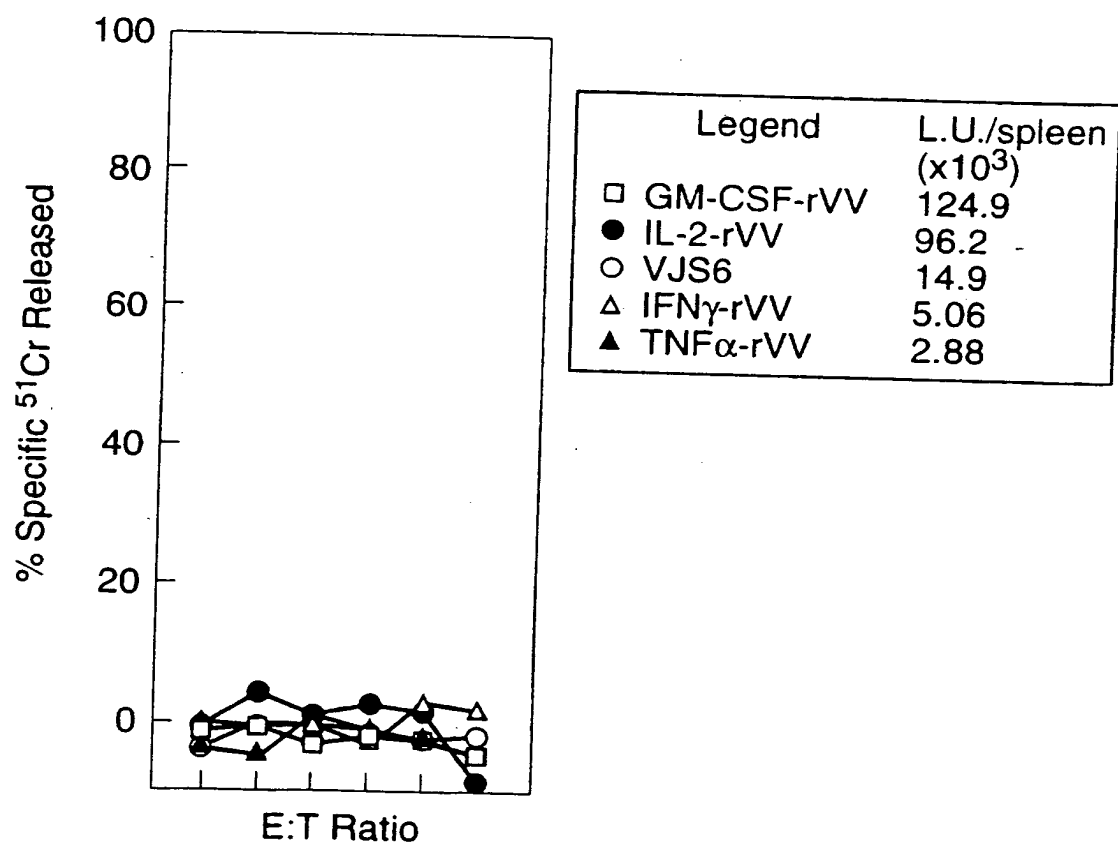 100
80
60
40
20
0
% Specific ⁵¹Cr Released
E:T Ratio
Legend L.U./spleen
(x10³)
□ GM-CSF-rVV 124.9
● IL-2-rVV 96.2
○ VJS6 14.9
△ IFNγ-rVV 5.06
▲ TNFα-rVV 2.88